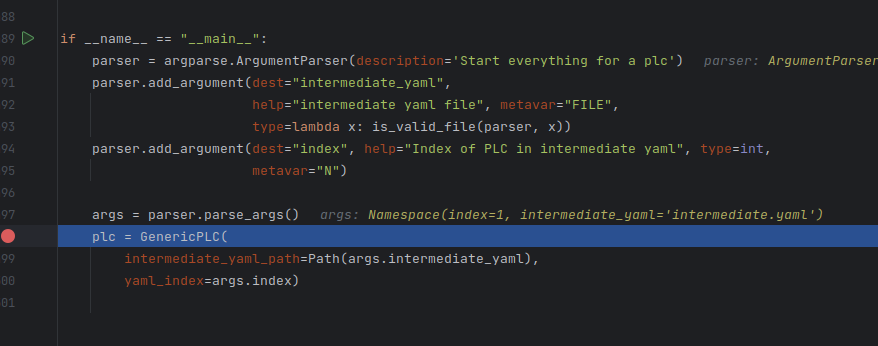 88
89 if __name__ == "__main__":
90 parser = argparse.ArgumentParser(description='Start everything for a plc') parser: ArgumentParser
91 parser.add_argument(dest="intermediate_yaml",
92 help="intermediate yaml file", metavar="FILE",
93 type=lambda x: is_valid_file(parser, x))
94 parser.add_argument(dest="index", help="Index of PLC in intermediate yaml", type=int,
95 metavar="N")
96
97 args = parser.parse_args() args: Namespace(index=1, intermediate_yaml='intermediate.yaml')
plc = GenericPLC(
99 intermediate_yaml_path=Path(args.intermediate_yaml),
00 yaml_index=args.index)
01